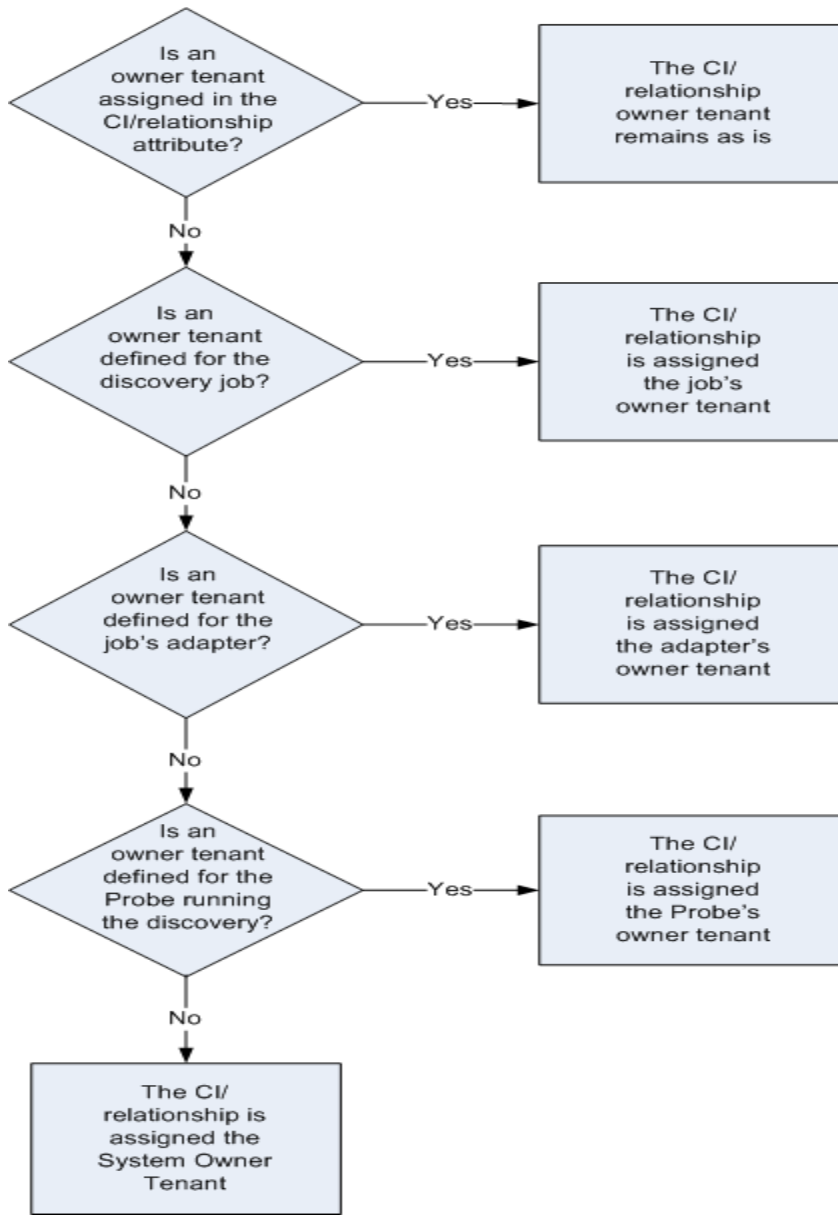 Is an
owner tenant
assigned in the
CI/relationship
attribute?
Yes
The CI/
relationship
owner tenant
remains as is
No
Is an
owner tenant
defined for the
discovery job?
Yes
The CI/
relationship
is assigned
the job's
owner tenant
No
Is an
owner tenant
defined for the
job's adapter?
Yes
The CI/
relationship
is assigned
the adapter's
owner tenant
No
Is an
owner tenant
defined for the
Probe running
the discovery?
Yes
The CI/
relationship
is assigned
the Probe's
owner tenant
No
The CI/
relationship is
assigned the
System Owner
Tenant